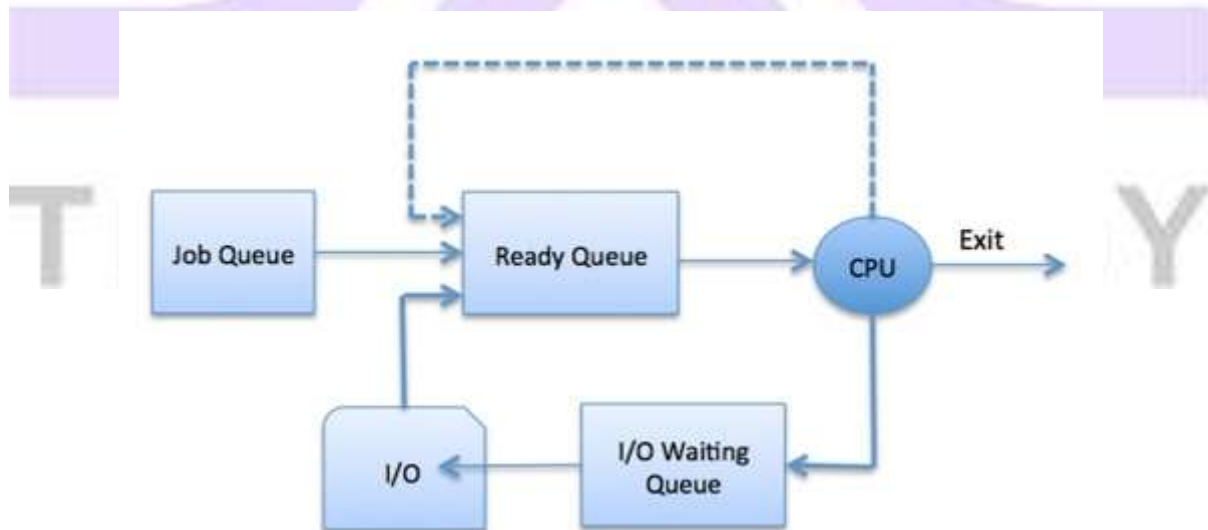 T
Y
Job Queue
Ready Queue
CPU
Exit
I/O
I/O Waiting
Queue